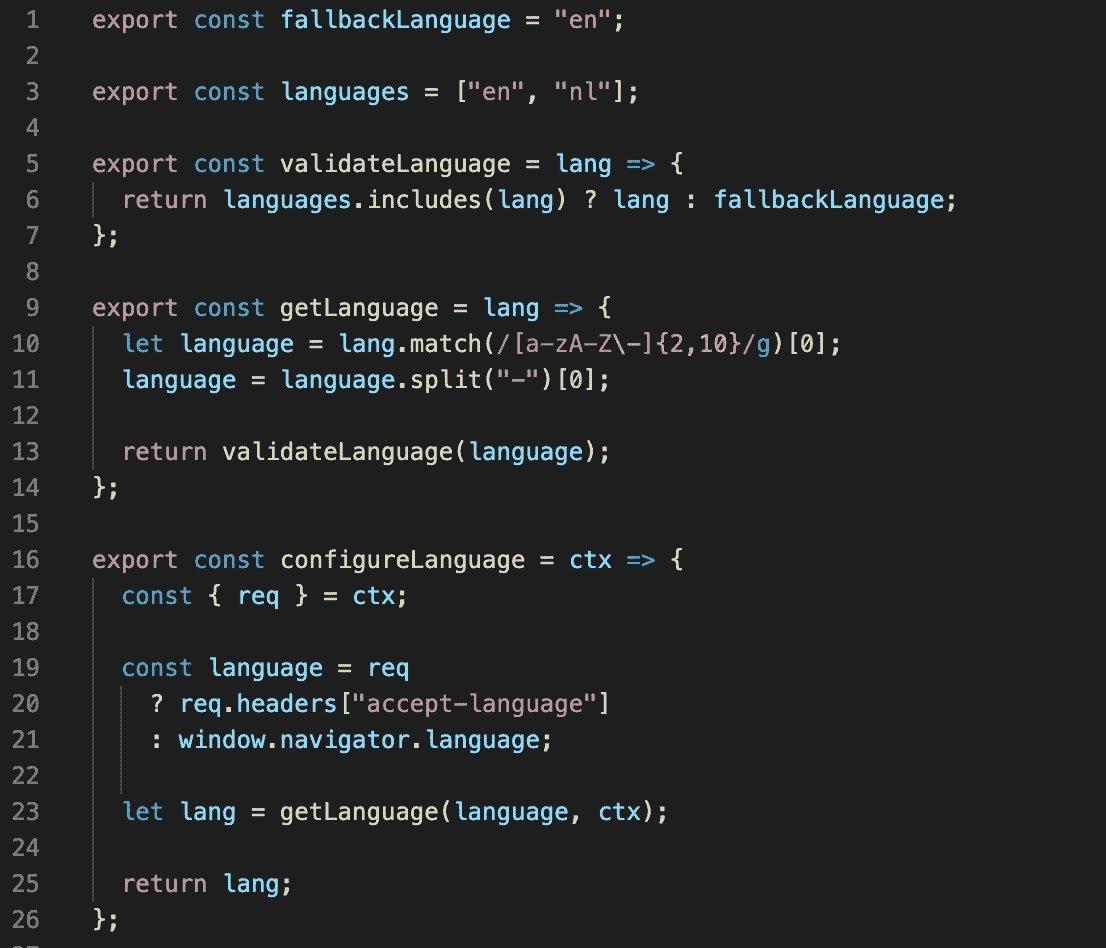 1 export const fallbackLanguage = "en";
2
3 export const languages = ["en", "nl"];
4
5 export const validateLanguage = lang => {
6   return languages.includes(lang) ? lang : fallbackLanguage;
7 };
8
9 export const getLanguage = lang => {
10   let language = lang.match(/[a-zA-Z\-]{2,10}/g)[0];
11   language = language.split("-")[0];
12
13   return validateLanguage(language);
14 };
15
16 export const configureLanguage = ctx => {
17   const { req } = ctx;
18
19   const language = req
20     ? req.headers["accept-language"]
21     : window.navigator.language;
22
23   let lang = getLanguage(language, ctx);
24
25   return lang;
26 };